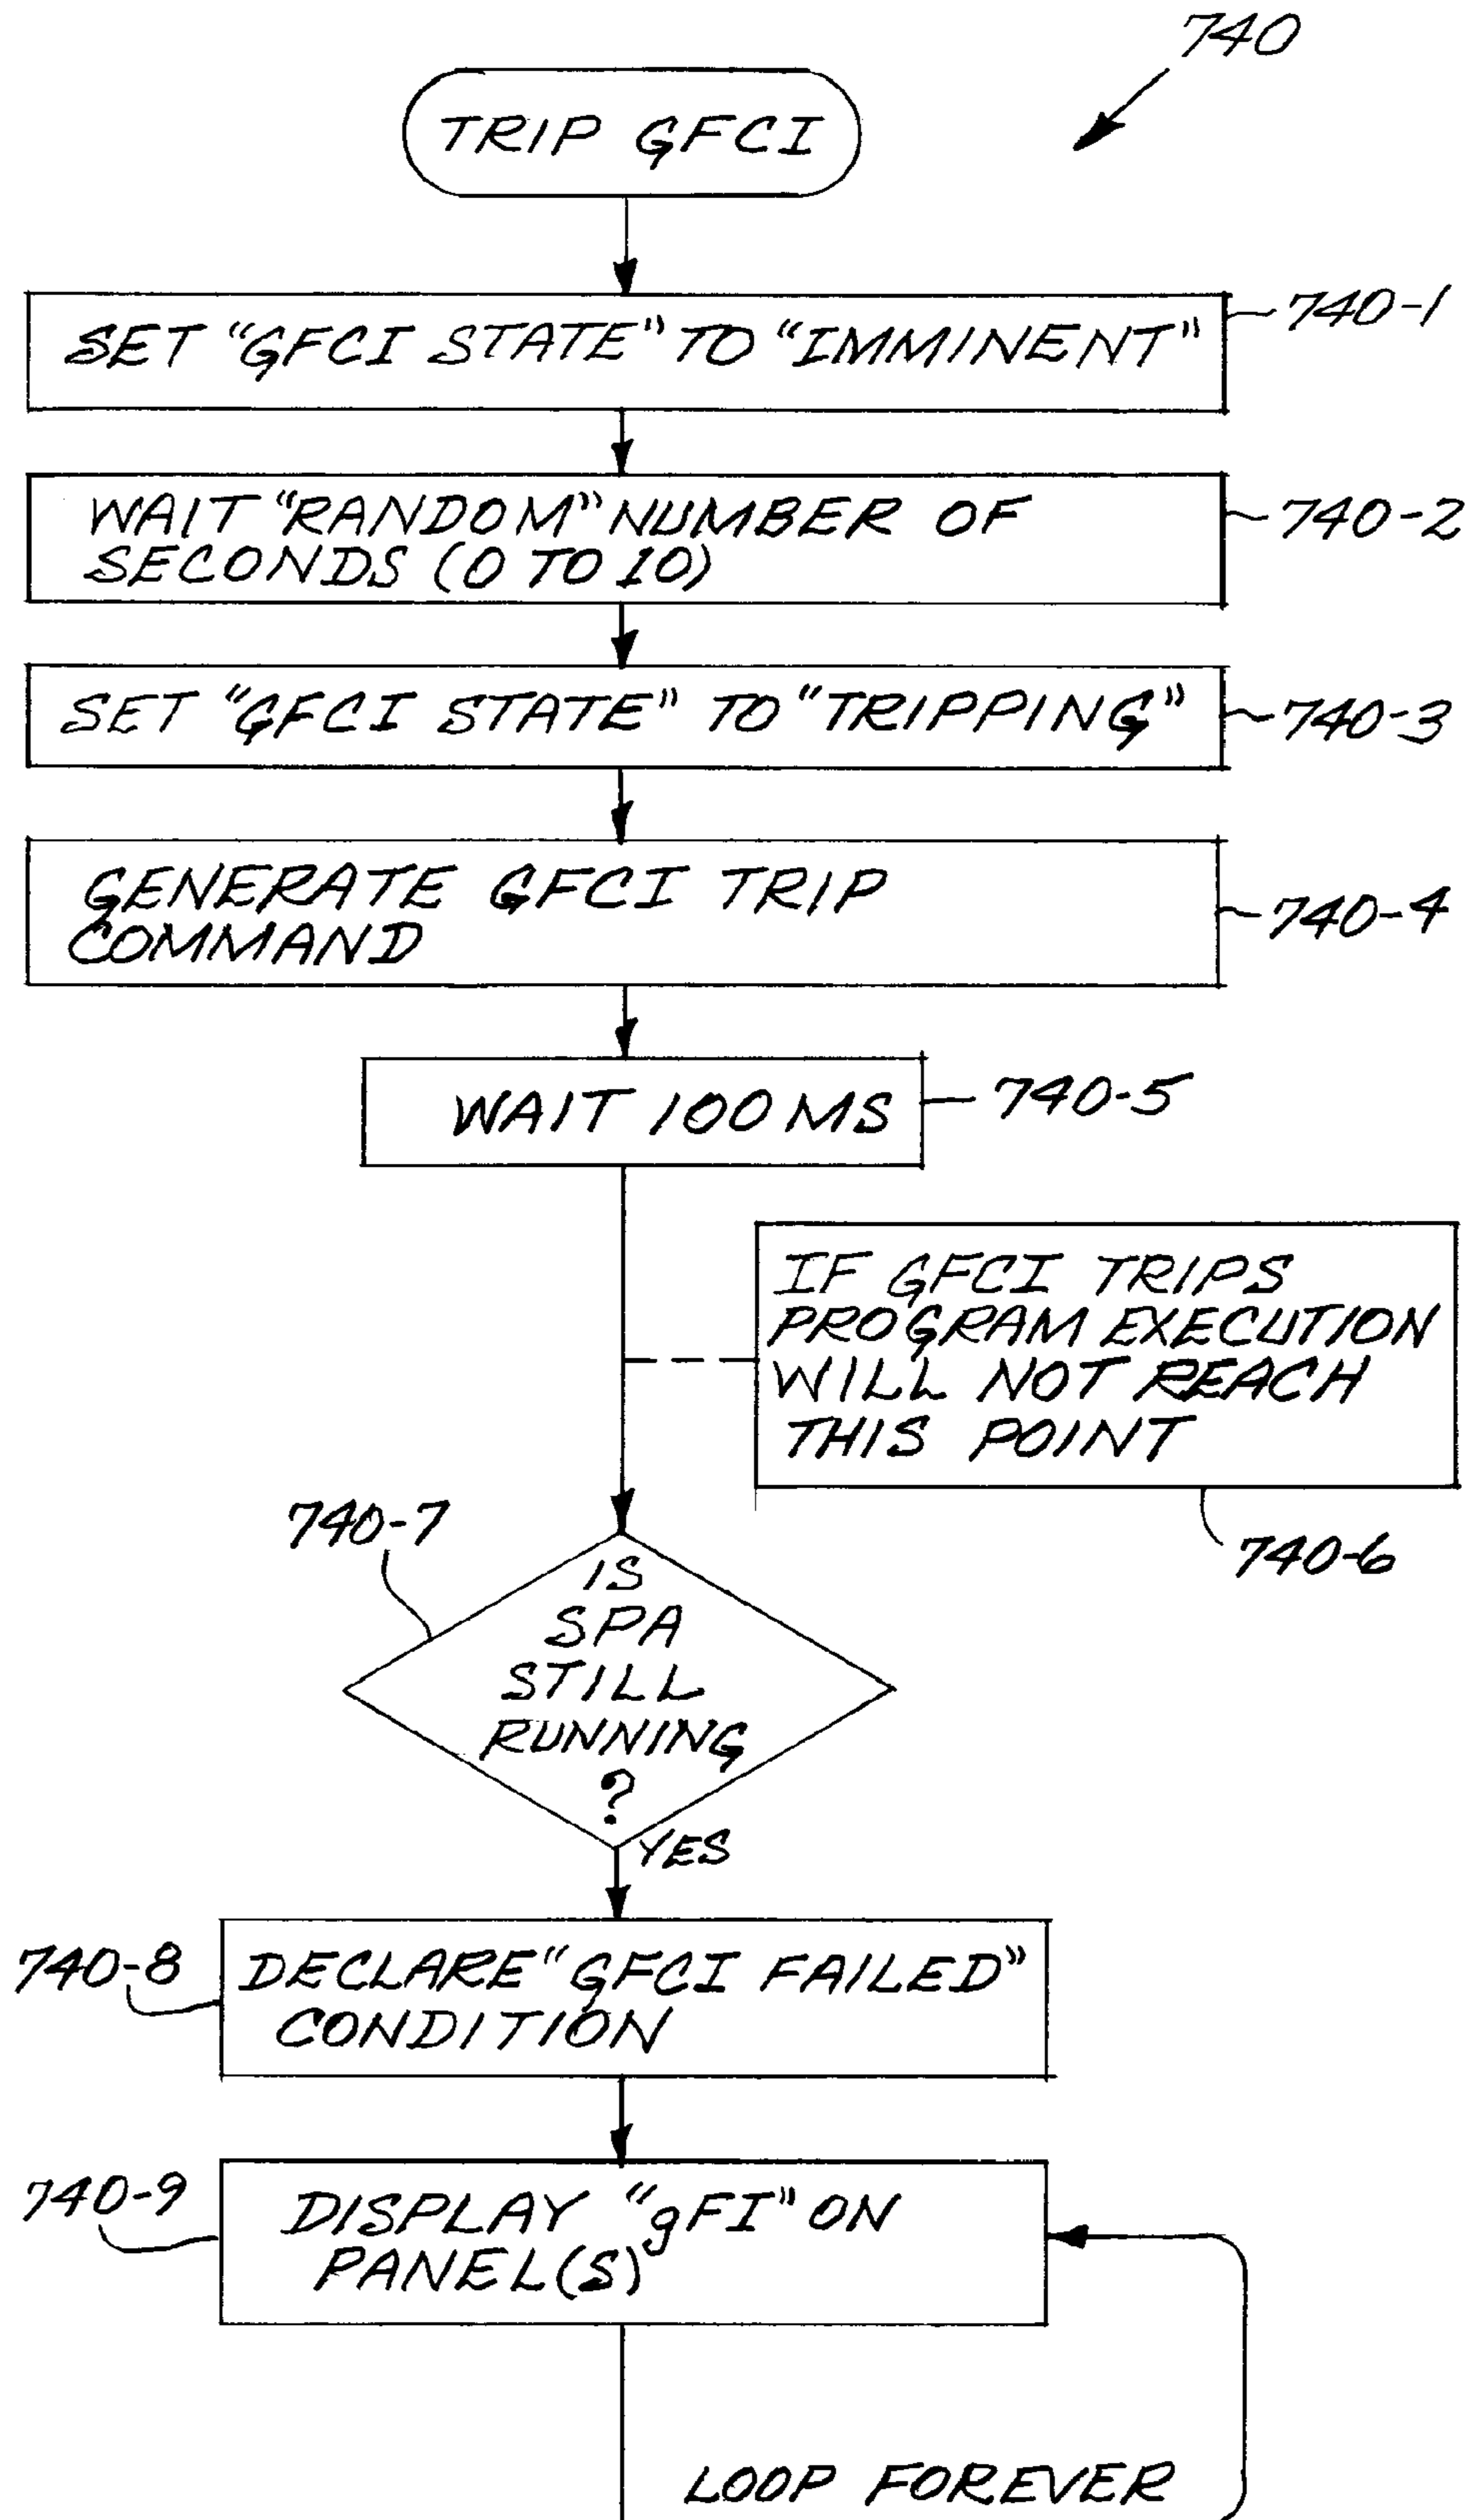 740
TRIP GFCI
SET "GFCI STATE" TO "IMMINENT"
740-1
WAIT "RANDOM" NUMBER OF
SECONDS (0 TO 10)
740-2
SET "GFCI STATE" TO "TRIPPING"
740-3
GENERATE GFCI TRIP
COMMAND
740-4
WAIT 100 MS
740-5
IF GFCI TRIPS
PROGRAM EXECUTION
WILL NOT REACH
THIS POINT
740-6
740-7
IS
SPA
STILL
RUNNING
?
YES
740-8
DECLARE "GFCI FAILED"
CONDITION
740-9
DISPLAY "gFI" ON
PANEL(S)
LOOP FOREVER